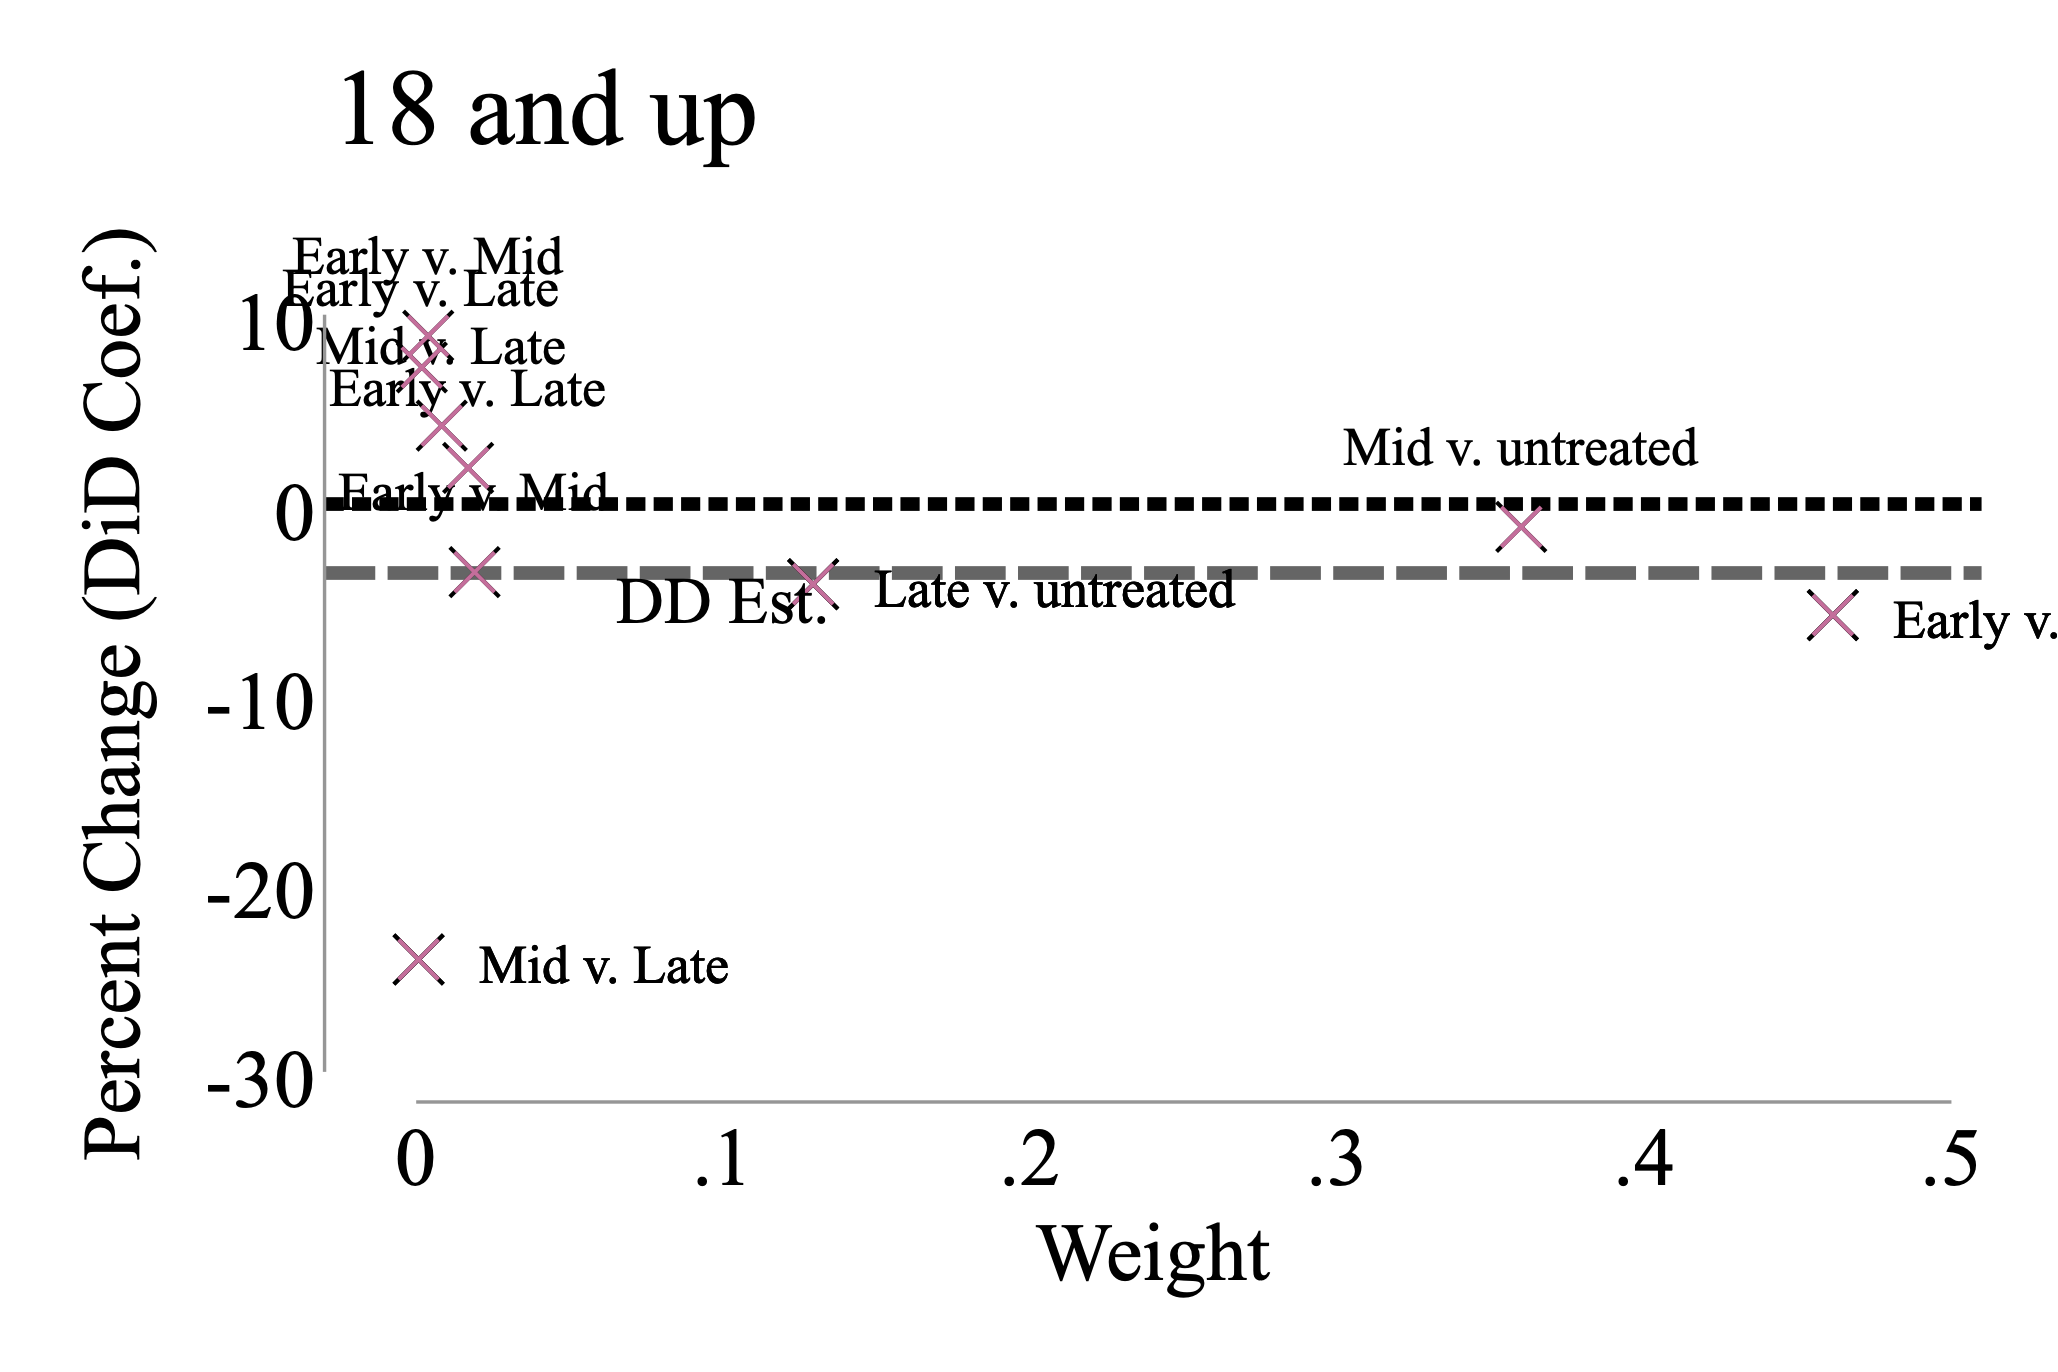 18 and up
Percent Change (DiD Coef.)
Early v. Mid
Early v. Late
10
Mid v. Late
Early v. Late
Mid v. untreated
Early v. Mid
0
DD Est.
Late v. untreated
Early v.
-10
-20
Mid v. Late
-30
0 .1 .2 .3 .4 .5
Weight